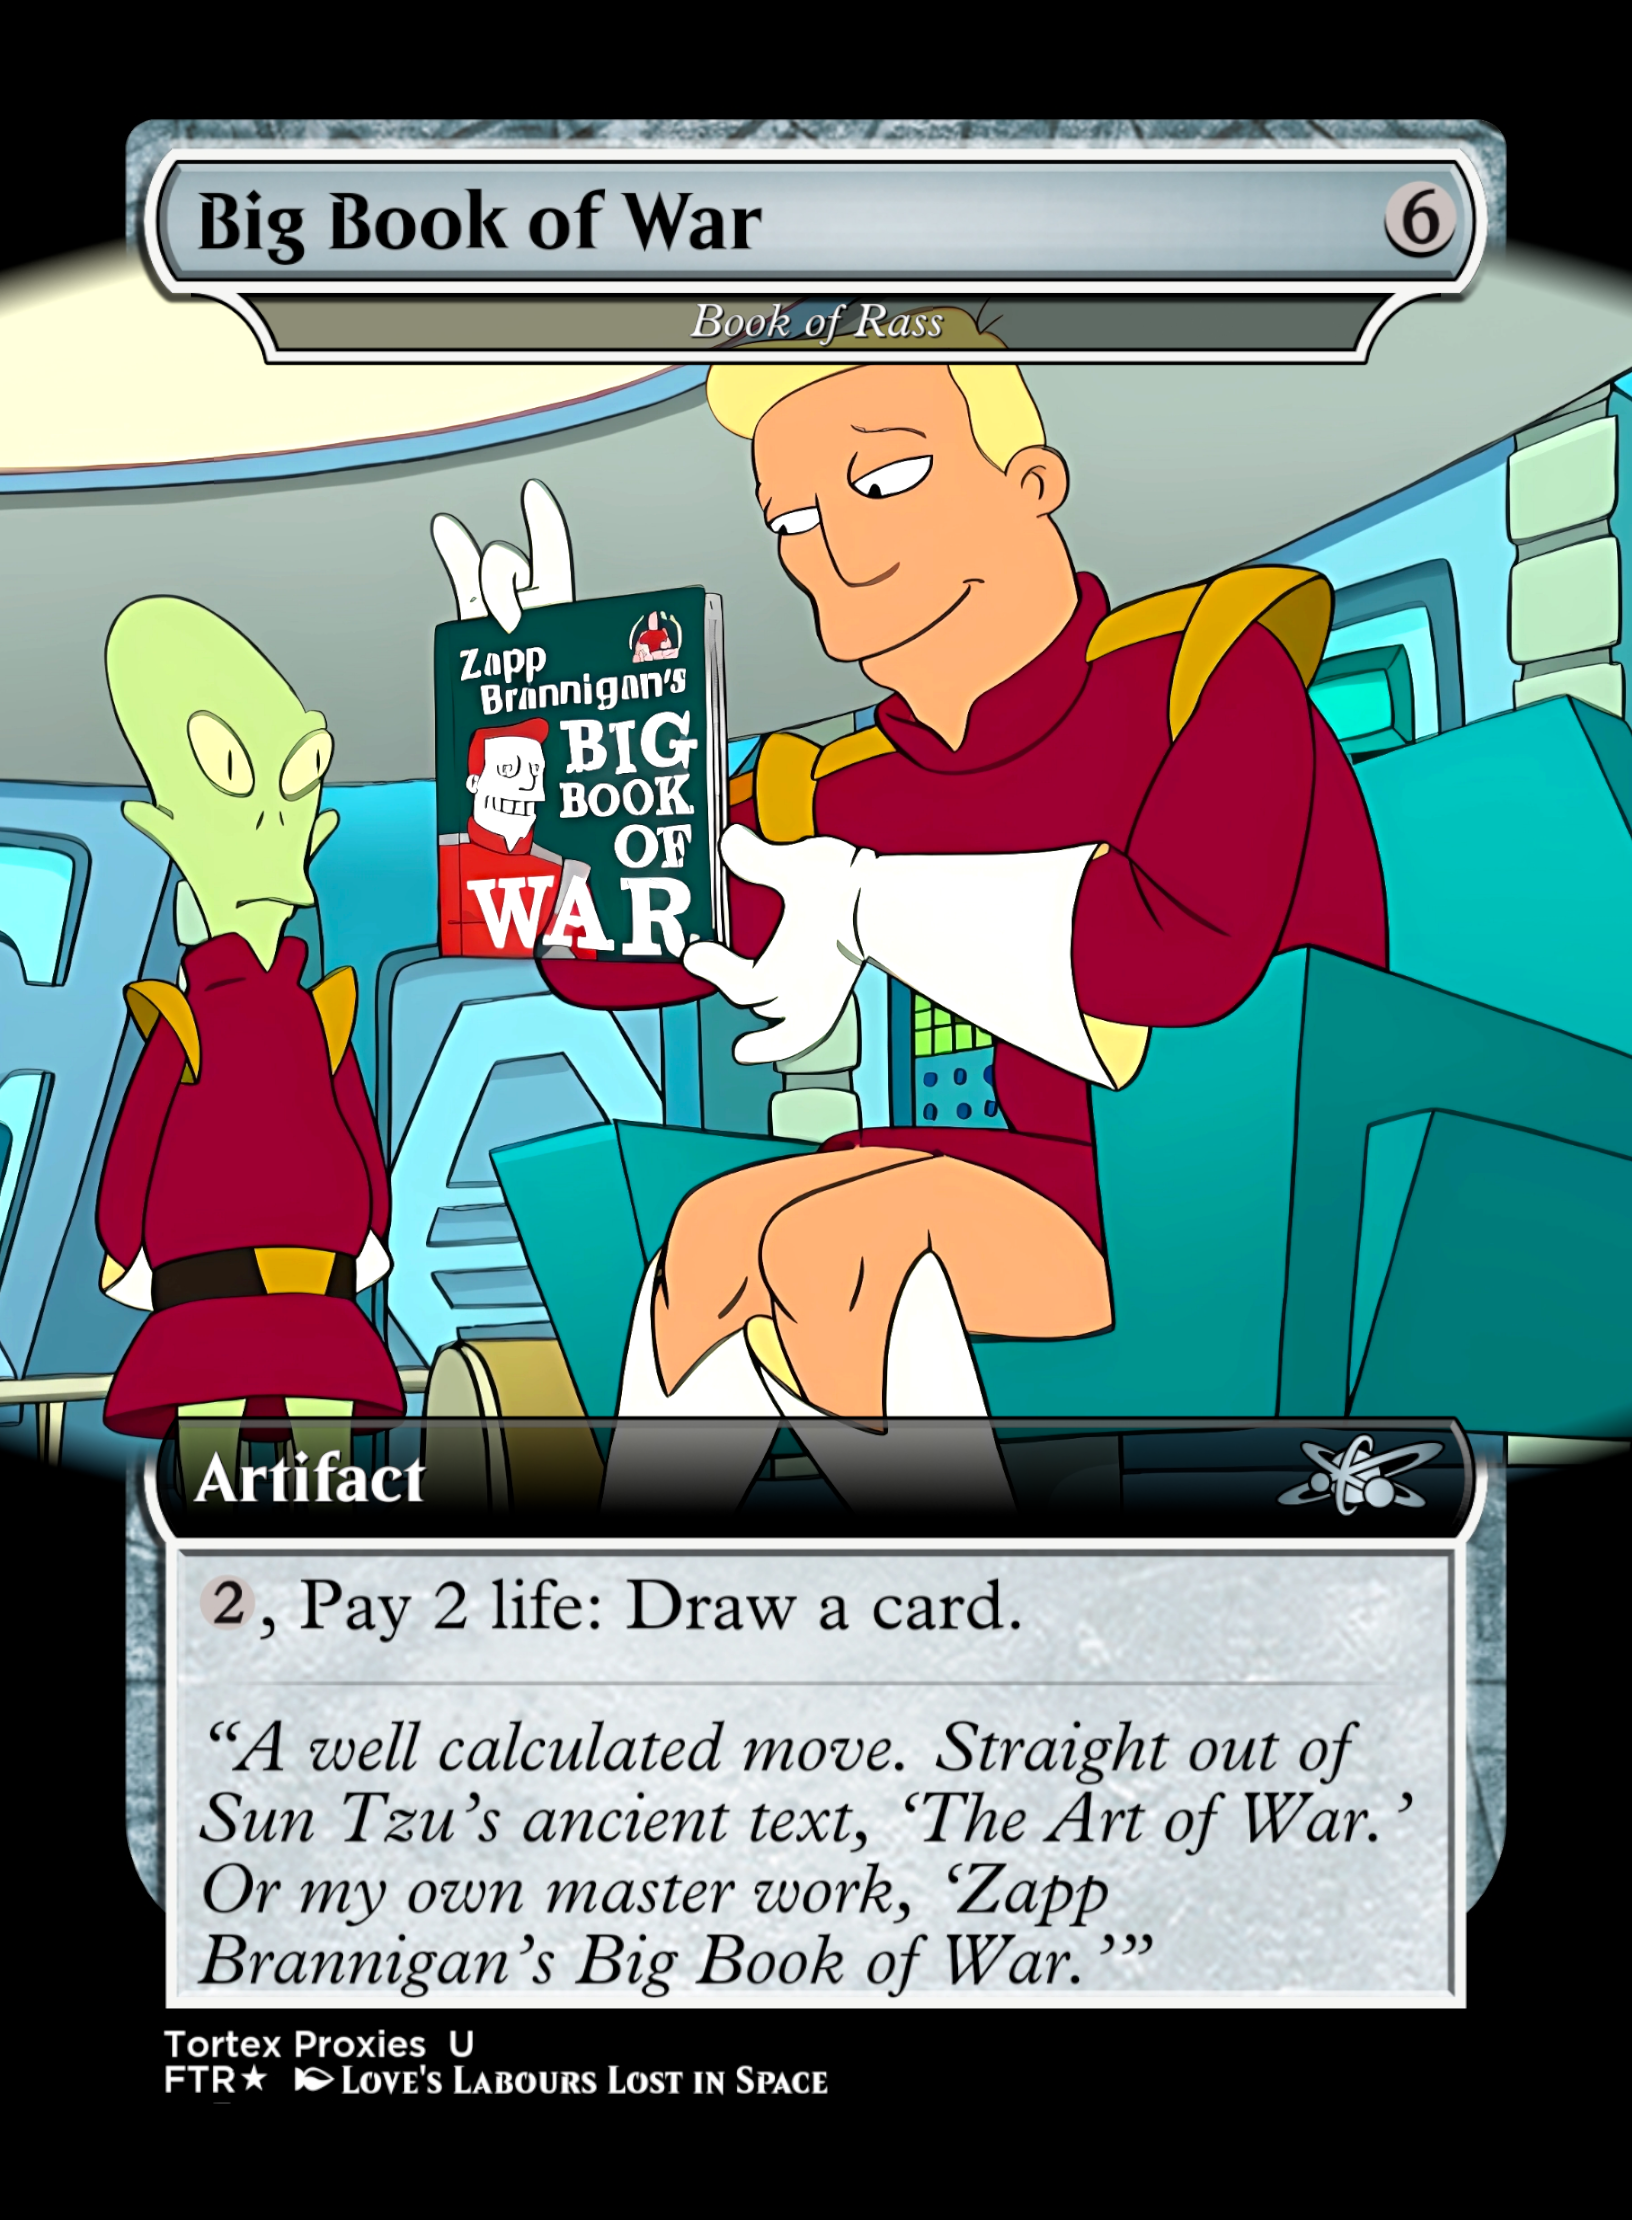 Big Book of War 6
Book of Rass
Zapp
Brannigan's
BIG
BOOK
OF
WAR
Artifact
2, Pay 2 life: Draw a card.
“A well calculated move. Straight out of
Sun Tzu’s ancient text, ‘The Art of War.’
Or my own master work, ‘Zapp
Brannigan’s Big Book of War.’”
Tortex Proxies U
FTR★ LOVE'S LABOURS LOST IN SPACE